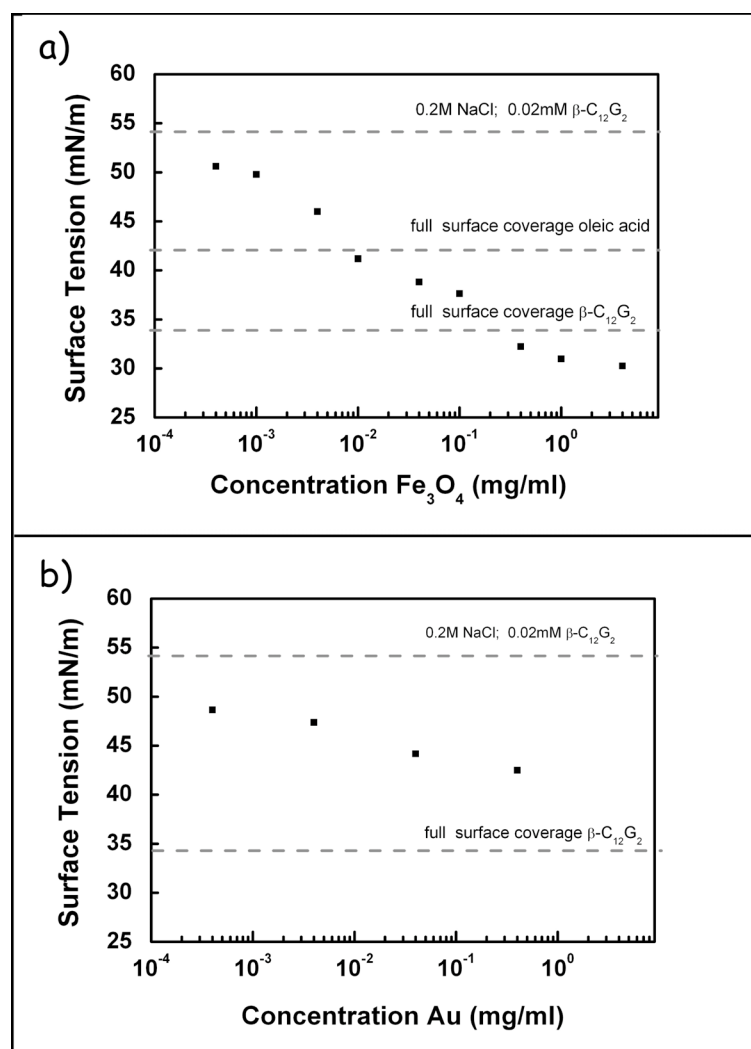 a)
60
55
50
45
40
35
30
25
Surface Tension (mN/m)
0.2M NaCl; 0.02mM β-C₁₂G₂
full surface coverage oleic acid
full surface coverage β-C₁₂G₂
10⁻⁴ 10⁻³ 10⁻² 10⁻¹ 10⁰
Concentration Fe₃O₄ (mg/ml)
b)
60
55
50
45
40
35
30
25
Surface Tension (mN/m)
0.2M NaCl; 0.02mM β-C₁₂G₂
full surface coverage β-C₁₂G₂
10⁻⁴ 10⁻³ 10⁻² 10⁻¹ 10⁰
Concentration Au (mg/ml)